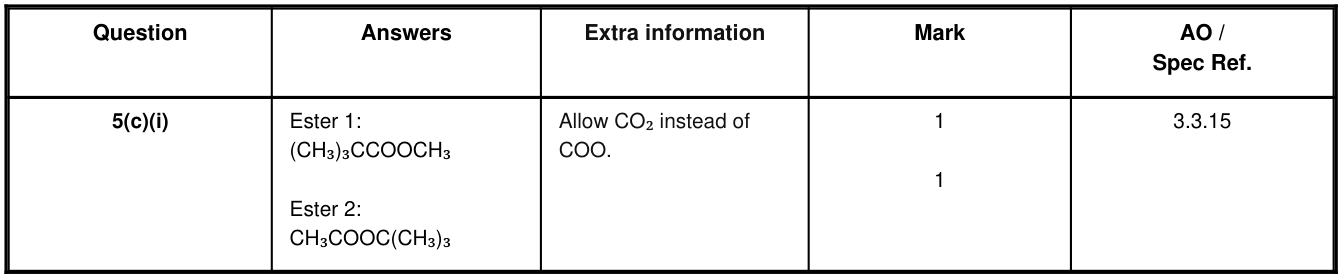 Question Answers Extra information Mark AO /
Spec Ref.
5(c)(i) Ester 1: Allow CO₂ instead of 1 3.3.15
(CH₃)₃CCOOCH₃ COO.
1
Ester 2:
CH₃COOC(CH₃)₃